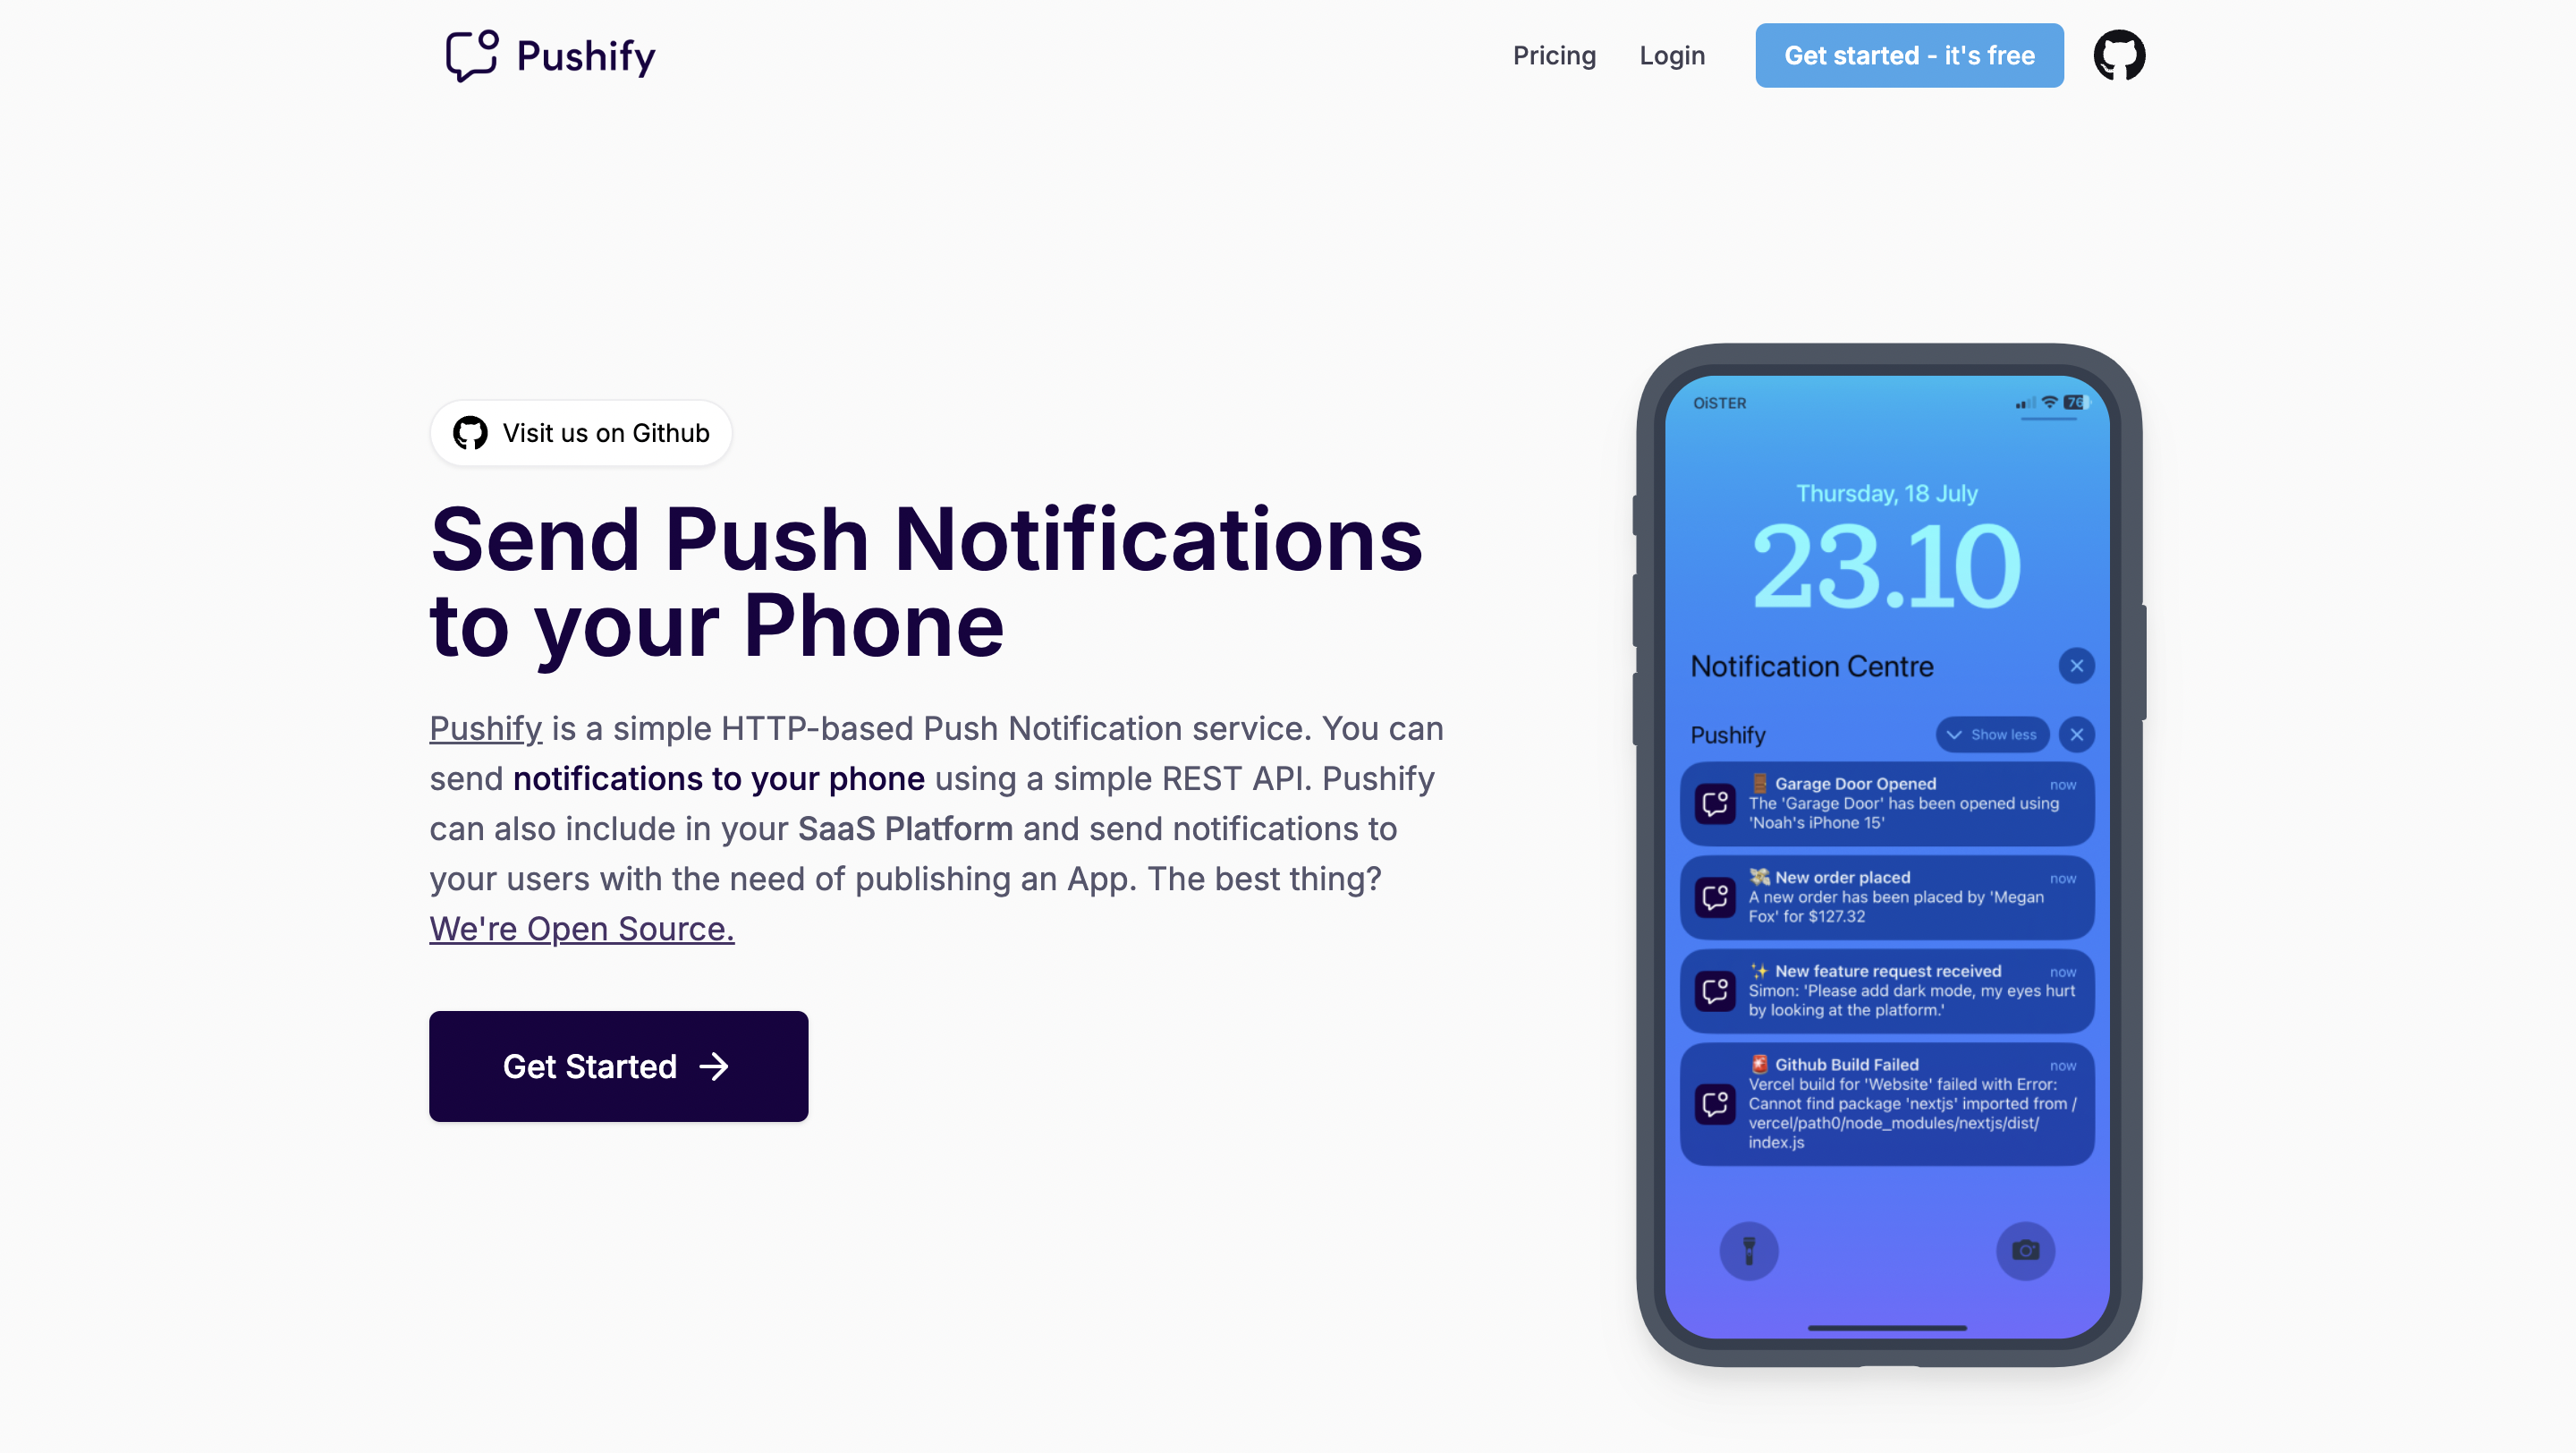 Pushify
Pricing
Login
Get started - it's free
Visit us on Github
Send Push Notifications
to your Phone
Pushify is a simple HTTP-based Push Notification service. You can
send notifications to your phone using a simple REST API. Pushify
can also include in your SaaS Platform and send notifications to
your users with the need of publishing an App. The best thing?
We're Open Source.
Get Started
OiSTER
76
Thursday, 18 July
23.10
Notification Centre
Pushify
Show less
Garage Door Opened
now
The 'Garage Door' has been opened using
'Noah's iPhone 15'
New order placed
now
A new order has been placed by 'Megan
Fox' for $127.32
New feature request received
now
Simon: 'Please add dark mode, my eyes hurt
by looking at the platform.'
Github Build Failed
now
Vercel build for 'Website' failed with Error:
Cannot find package 'nextjs' imported from /
vercel/path0/node_modules/nextjs/dist/
index.js